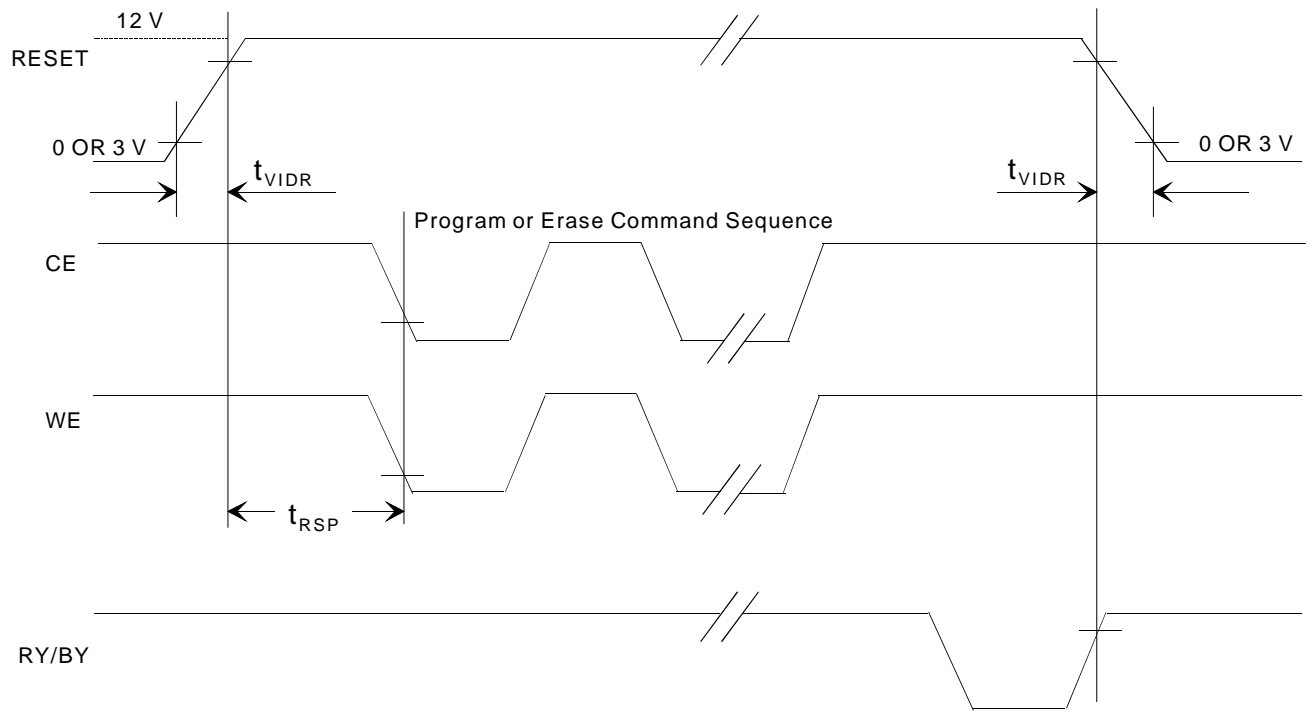 12 V
RESET
0 OR 3 V
0 OR 3 V
tVIDR
tVIDR
Program or Erase Command Sequence
CE
WE
tRSP
RY/BY